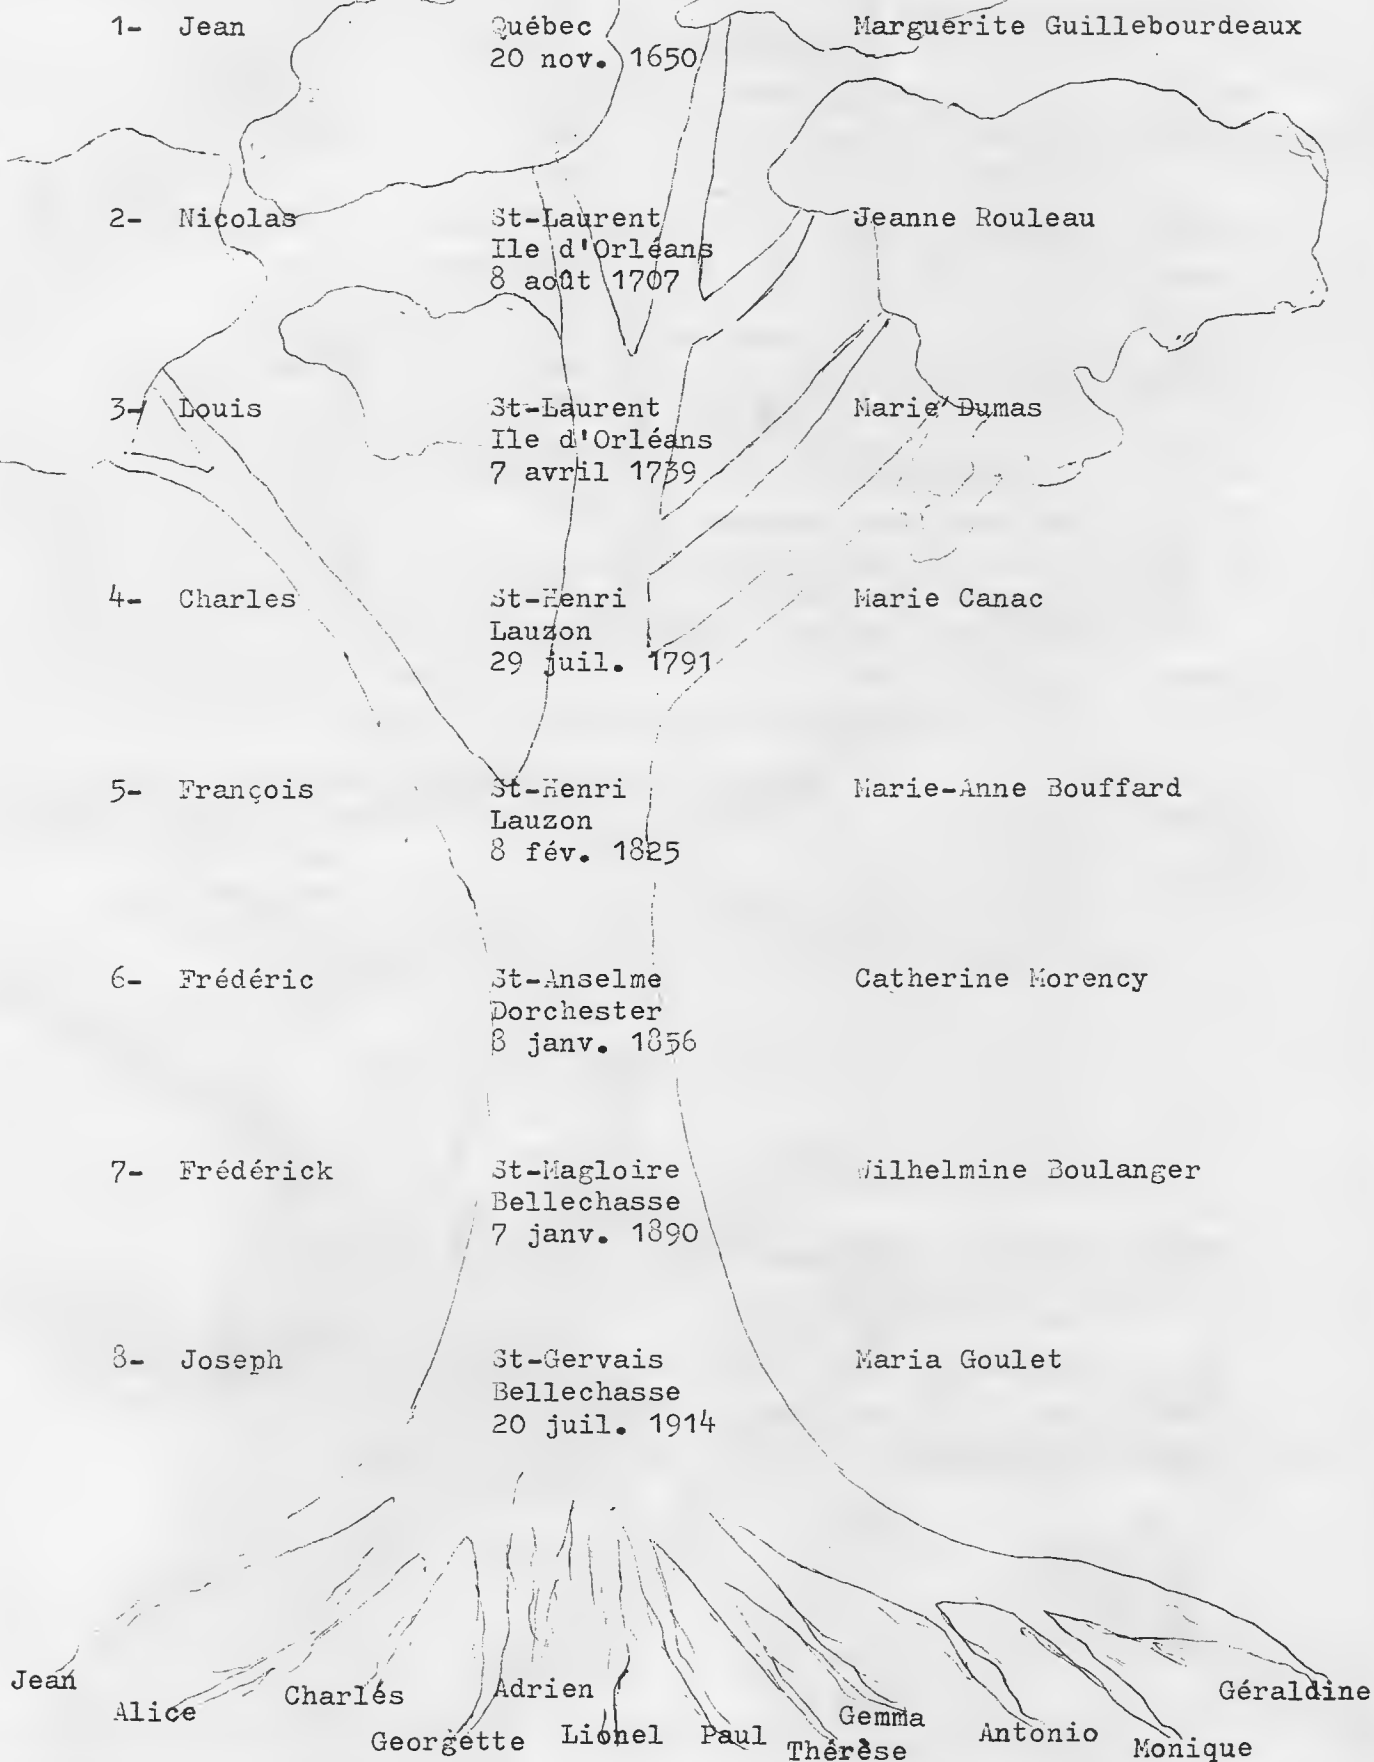 1- Jean Québec Marguerite Guillebourdeaux
20 nov. 1650
2- Nicolas St-Laurent Jeanne Rouleau
Ile d'Orléans
8 août 1707
3- Louis St-Laurent Marie Dumas
Ile d'Orléans
7 avril 1739
4- Charles St-Henri Marie Canac
Lauzon
29 juil. 1791
5- François St-Henri Marie-Anne Bouffard
Lauzon
8 fév. 1825
6- Frédéric St-Anselme Catherine Morency
Dorchester
8 janv. 1856
7- Frédérick St-Magloire Wilhelmine Boulanger
Bellechasse
7 janv. 1890
8- Joseph St-Gervais Maria Goulet
Bellechasse
20 juil. 1914
Jean Alice Charles Georgette Adrien Lionel Paul Thérèse Gemma Antonio Monique Géraldine